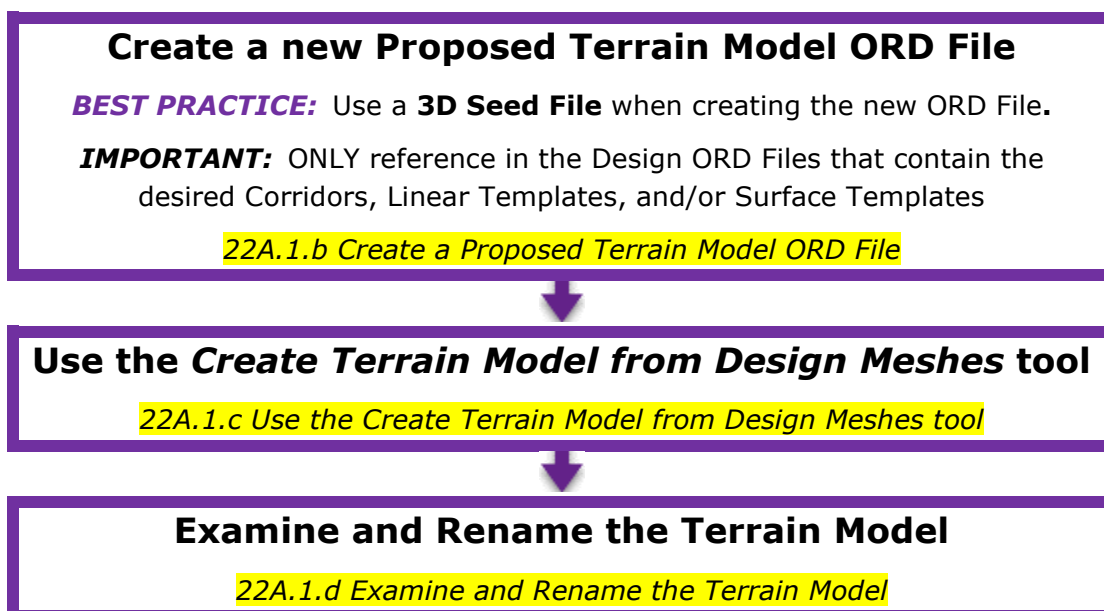 Create a new Proposed Terrain Model ORD File
BEST PRACTICE: Use a 3D Seed File when creating the new ORD File.
IMPORTANT: ONLY reference in the Design ORD Files that contain the
desired Corridors, Linear Templates, and/or Surface Templates
22A.1.b Create a Proposed Terrain Model ORD File
Use the Create Terrain Model from Design Meshes tool
22A.1.c Use the Create Terrain Model from Design Meshes tool
Examine and Rename the Terrain Model
22A.1.d Examine and Rename the Terrain Model